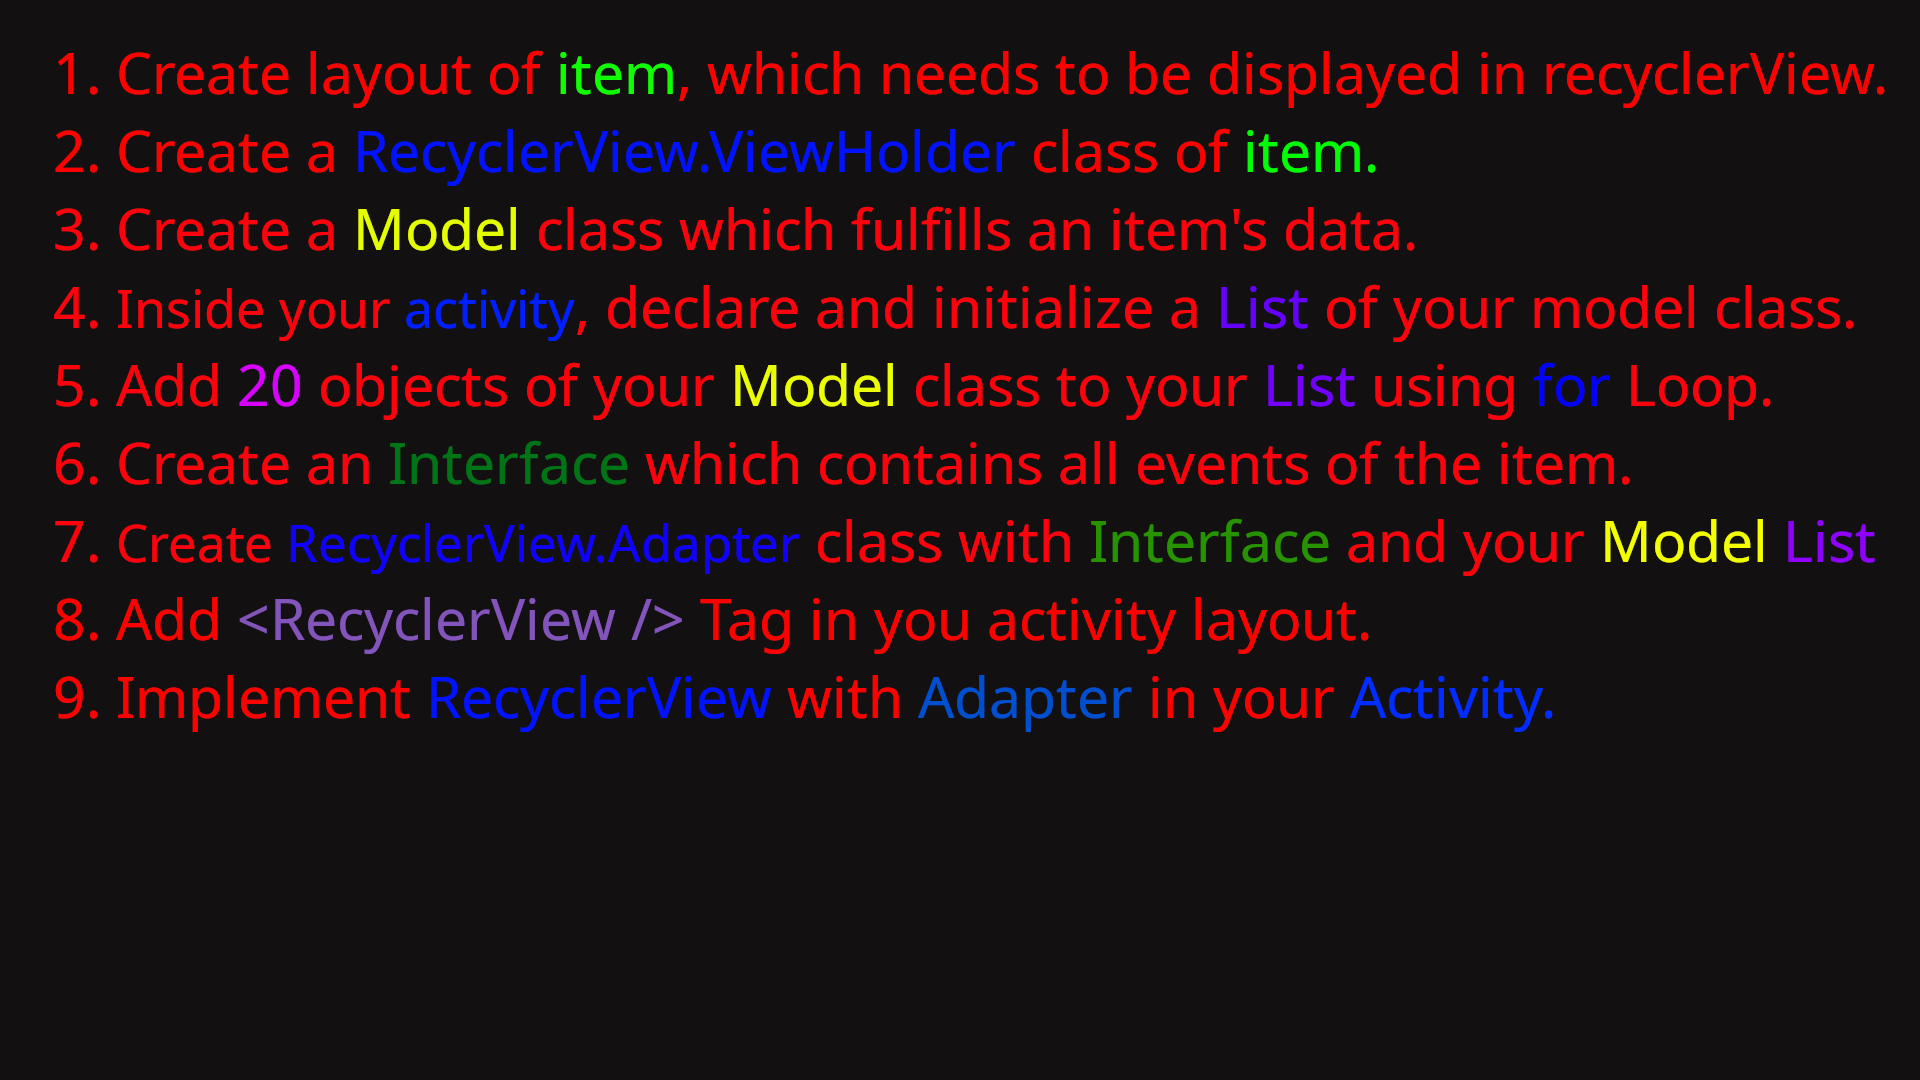 1. Create layout of item, which needs to be displayed in recyclerView.
2. Create a RecyclerView.ViewHolder class of item.
3. Create a Model class which fulfills an item's data.
4. Inside your activity, declare and initialize a List of your model class.
5. Add 20 objects of your Model class to your List using for Loop.
6. Create an Interface which contains all events of the item.
7. Create RecyclerView.Adapter class with Interface and your Model List
8. Add <RecyclerView /> Tag in you activity layout.
9. Implement RecyclerView with Adapter in your Activity.